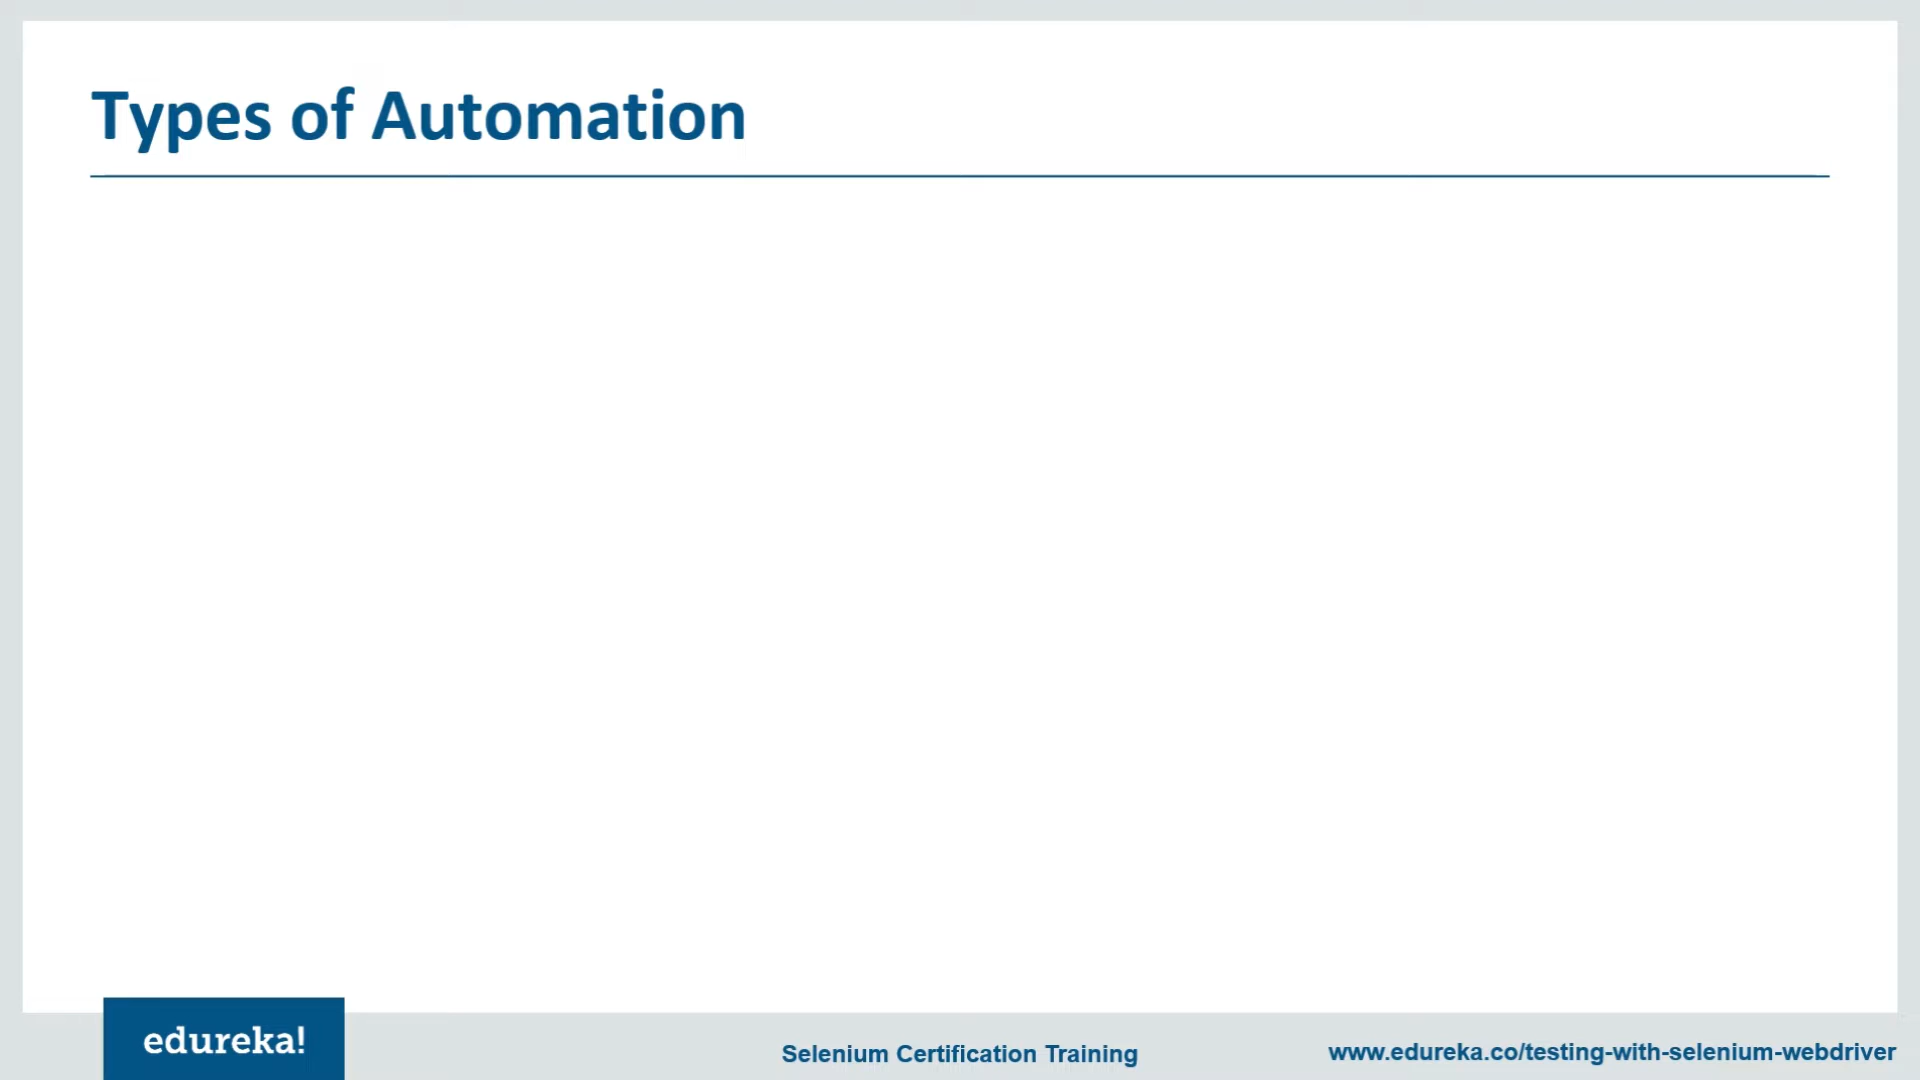 Types of Automation
edureka!
Selenium Certification Training
www.edureka.co/testing-with-selenium-webdriver